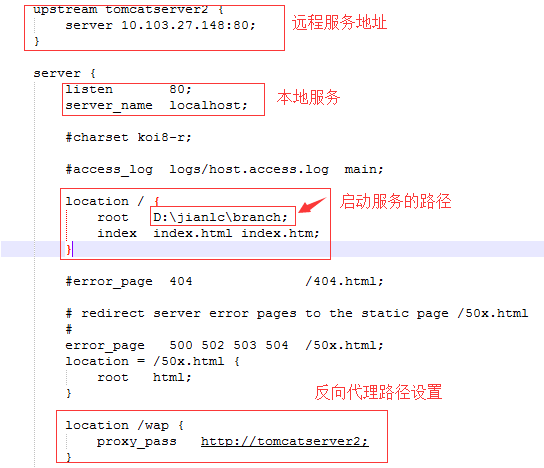 upstream tomcatserver2 {
server 10.103.27.148:80;
}
远程服务地址
server {
listen 80;
server_name localhost;
本地服务
#charset koi8-r;
#access_log logs/host.access.log main;
location / {
root D:\jianlc\branch;
index index.html index.htm;
}
启动服务的路径
#error_page 404 /404.html;
# redirect server error pages to the static page /50x.html
#
error_page 500 502 503 504 /50x.html;
location = /50x.html {
root html;
}
反向代理路径设置
location /wap {
proxy_pass http://tomcatserver2;
}